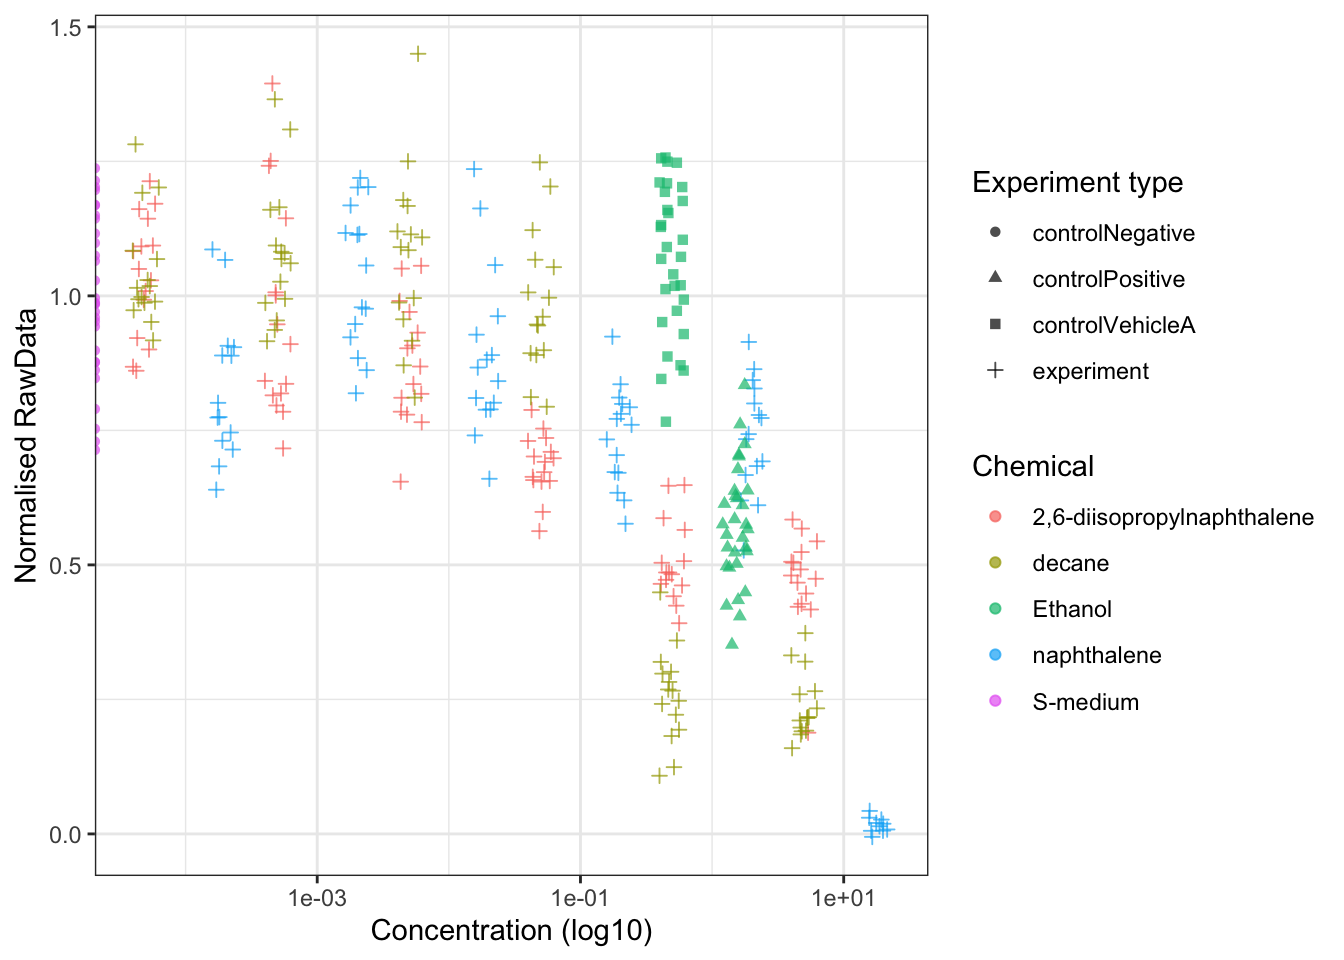 1.5
1.0
0.5
0.0
Normalised RawData
1e-03
1e-01
1e+01
Concentration (log10)
Experiment type
controlNegative
controlPositive
controlVehicleA
experiment
Chemical
2,6-diisopropylnaphthalene
decane
Ethanol
naphthalene
S-medium